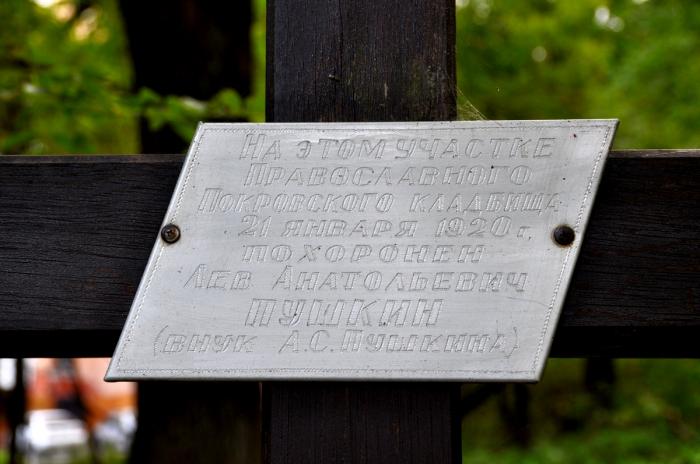 На этом участке
Православного
Покровского кладбища
21 января 1920 г,
похоронен
Лев Анатольевич
Пушкин
(внук А.С.Пушкина)